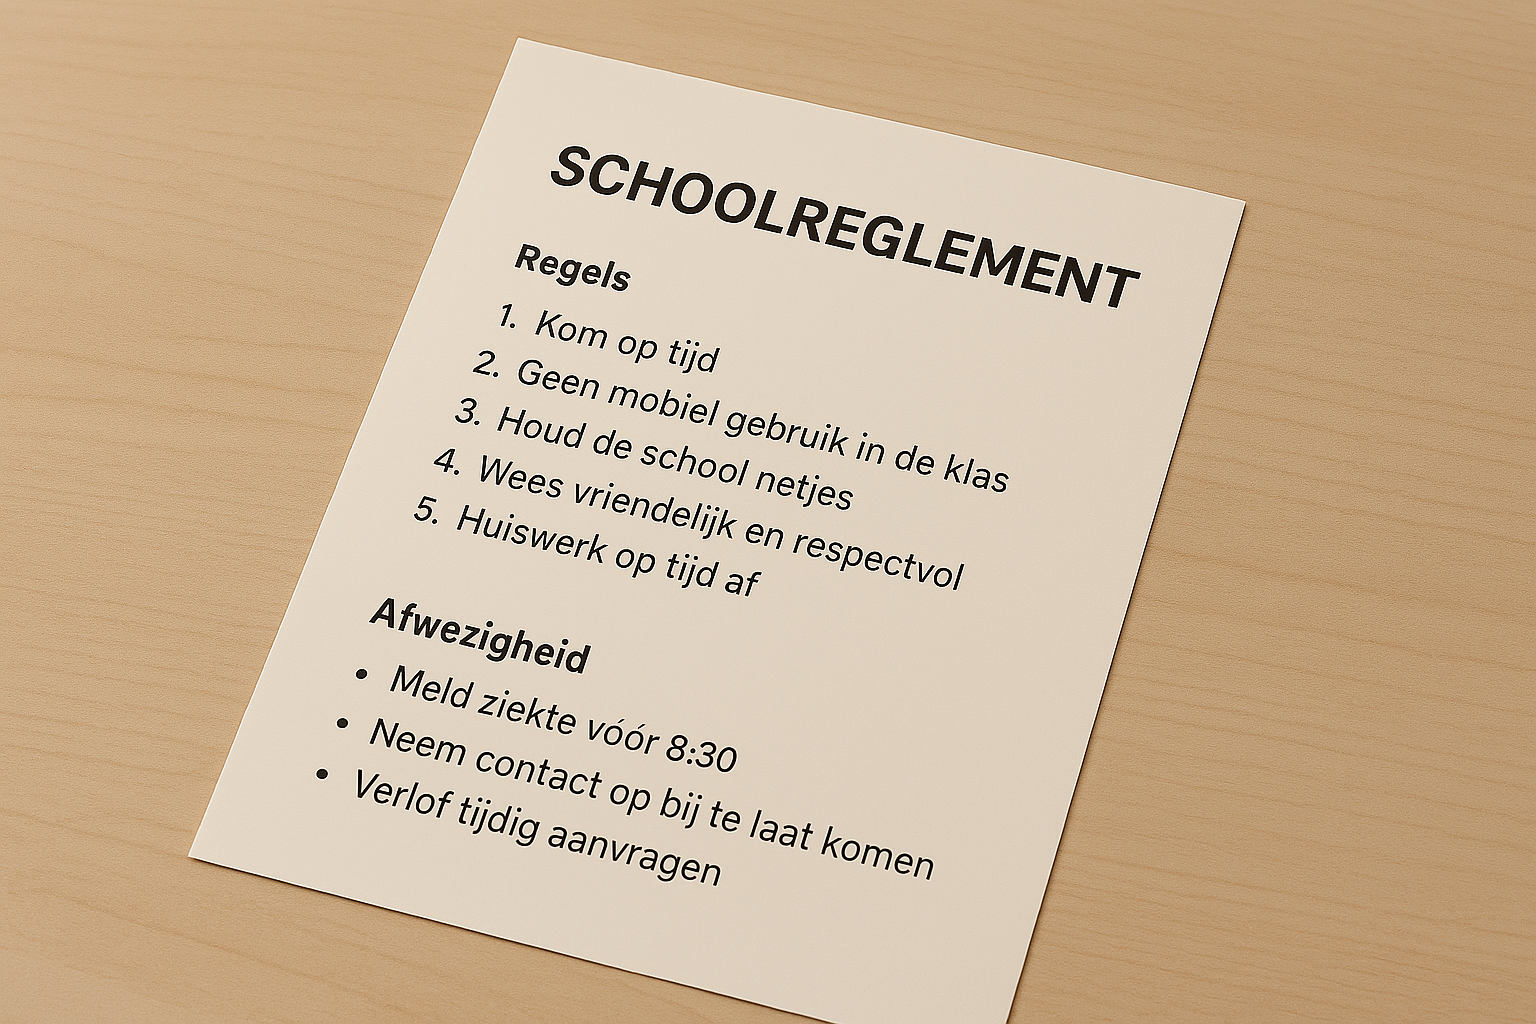 SCHOOLREGLEMENT
Regels
1. Kom op tijd
2. Geen mobiel gebruik in de klas
3. Houd de school netjes
4. Wees vriendelijk en respectvol
5. Huiswerk op tijd af
Afwezigheid
• Meld ziekte vóór 8:30
• Neem contact op bij te laat komen
• Verlof tijdig aanvragen